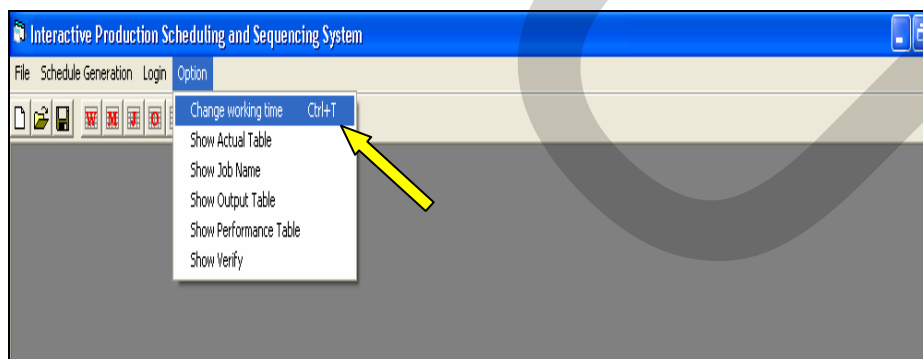 Interactive Production Scheduling and Sequencing System
File Schedule Generation Login Option
W M J O
Change working time Ctrl+T
Show Actual Table
Show Job Name
Show Output Table
Show Performance Table
Show Verify